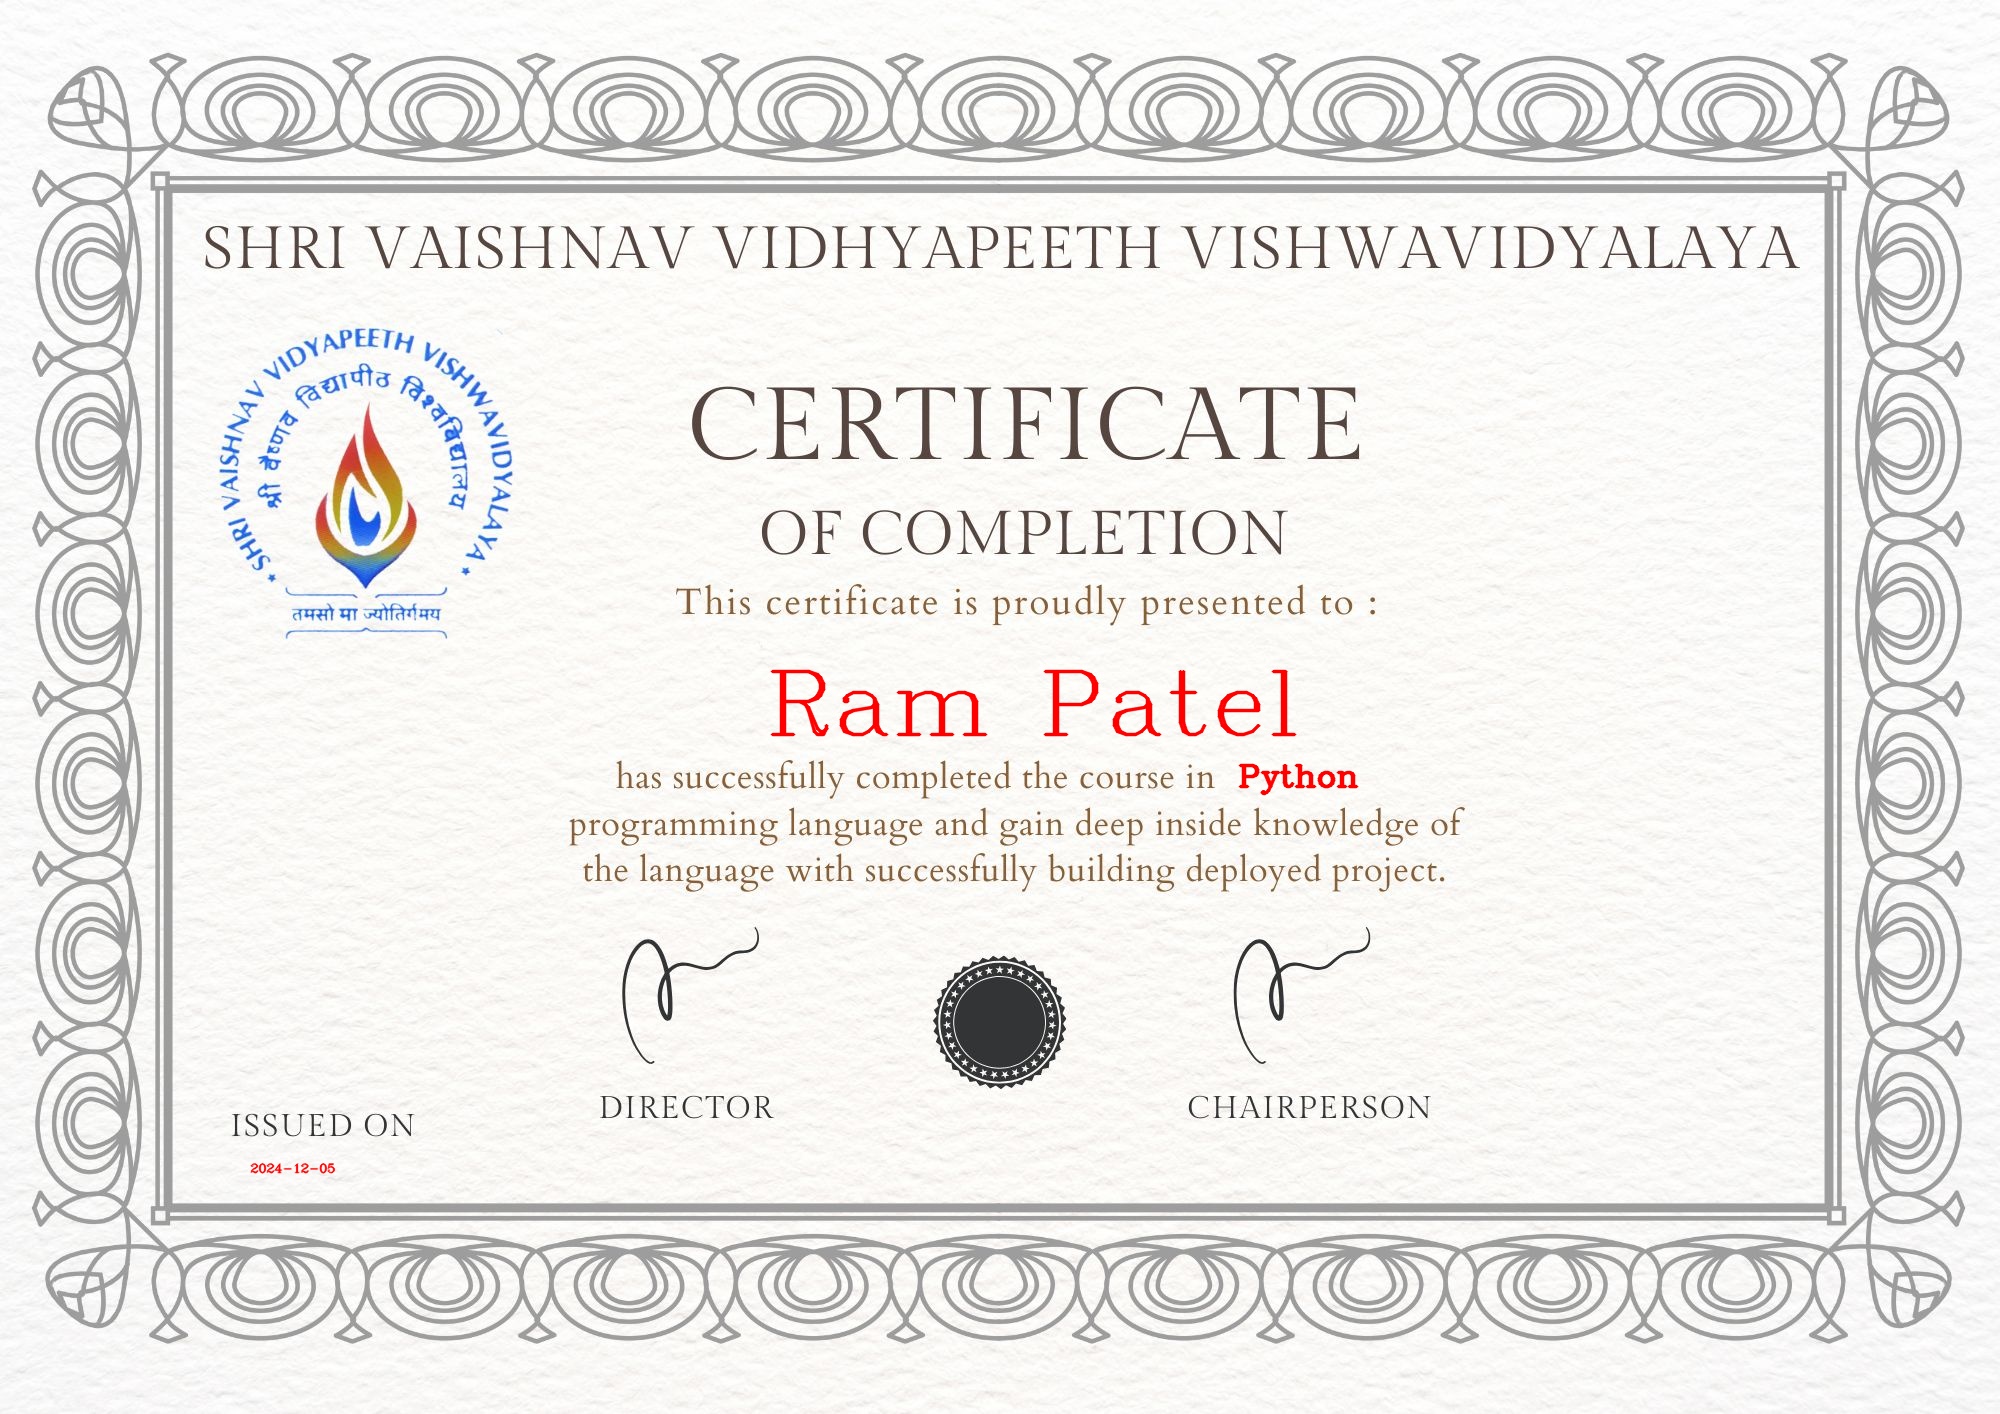 SHRI VAISHNAV VIDHYAPEETH VISHWAVIDYALAYA
SHRI VAISHNAV VIDYAPEETH VISHWAVIDYALAYA
श्री वैष्णव विद्यापीठ विश्वविद्यालय
तमसो मा ज्योतिर्गमय
CERTIFICATE
OF COMPLETION
This certificate is proudly presented to :
Ram Patel
has successfully completed the course in Python
programming language and gain deep inside knowledge of
the language with successfully building deployed project.
DIRECTOR
CHAIRPERSON
ISSUED ON
2024-12-05